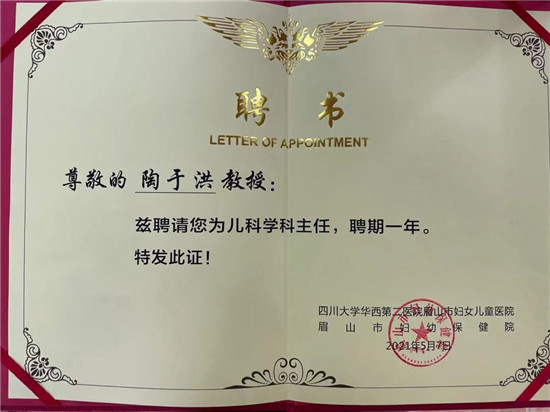 聘 书
LETTER OF APPOINTMENT
尊敬的 陶于洪 教授：
兹聘请您为儿科学科主任，聘期一年。
特发此证！
四川大学华西第二医院眉山市妇女儿童医院
眉山市妇幼保健院
2021年5月7日